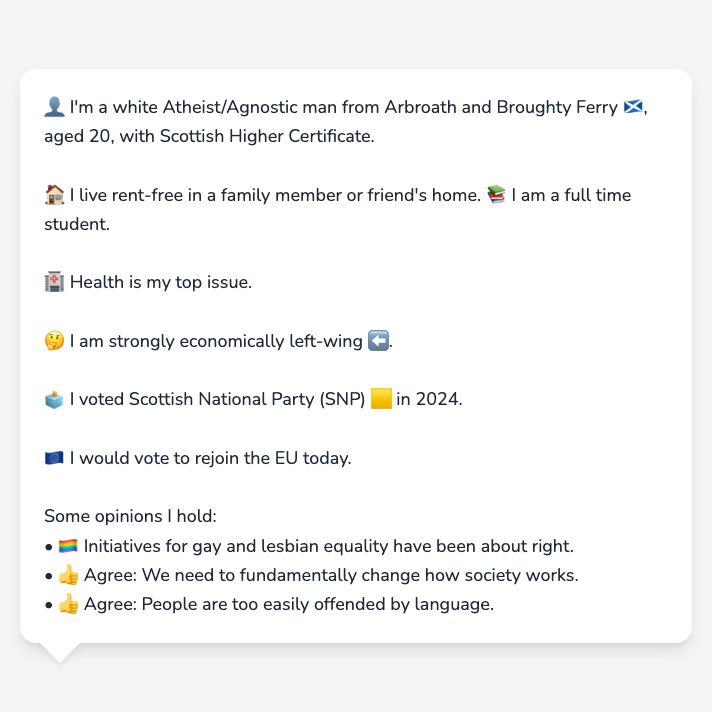 👤 I'm a white Atheist/Agnostic man from Arbroath and Broughty Ferry 🏴󠁧󠁢󠁳󠁣󠁴󠁿,
aged 20, with Scottish Higher Certificate.
🏠 I live rent-free in a family member or friend's home. 📚 I am a full time
student.
🏥 Health is my top issue.
🤔 I am strongly economically left-wing ⬅️.
🗳️ I voted Scottish National Party (SNP) 🟨 in 2024.
🇪🇺 I would vote to rejoin the EU today.
Some opinions I hold:
• 🏳️‍🌈 Initiatives for gay and lesbian equality have been about right.
• 👍 Agree: We need to fundamentally change how society works.
• 👍 Agree: People are too easily offended by language.